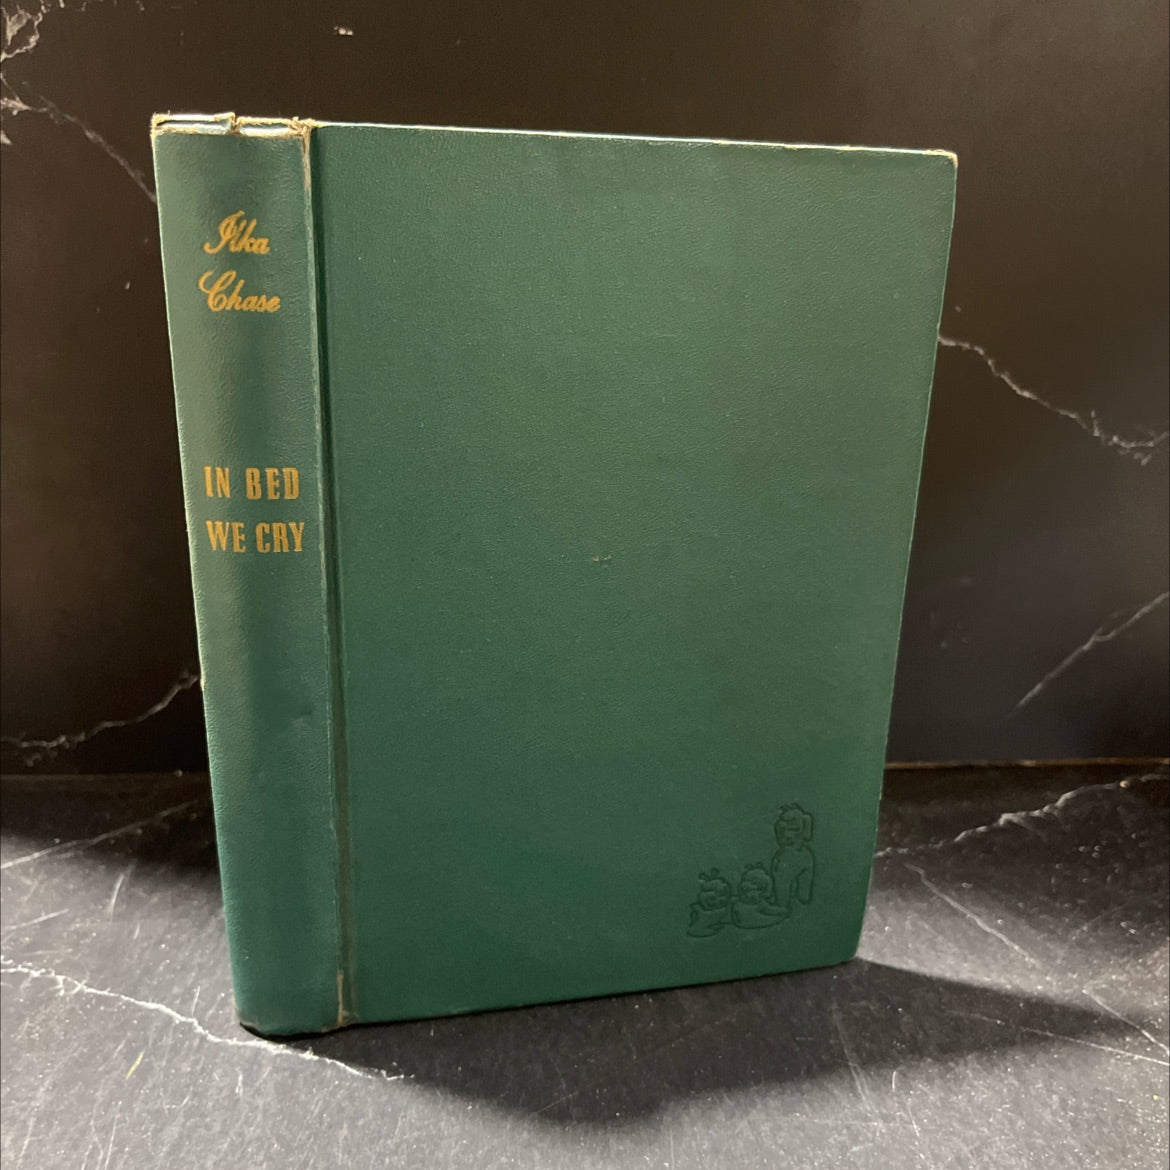 Ilka
Chase
IN BED
WE CRY